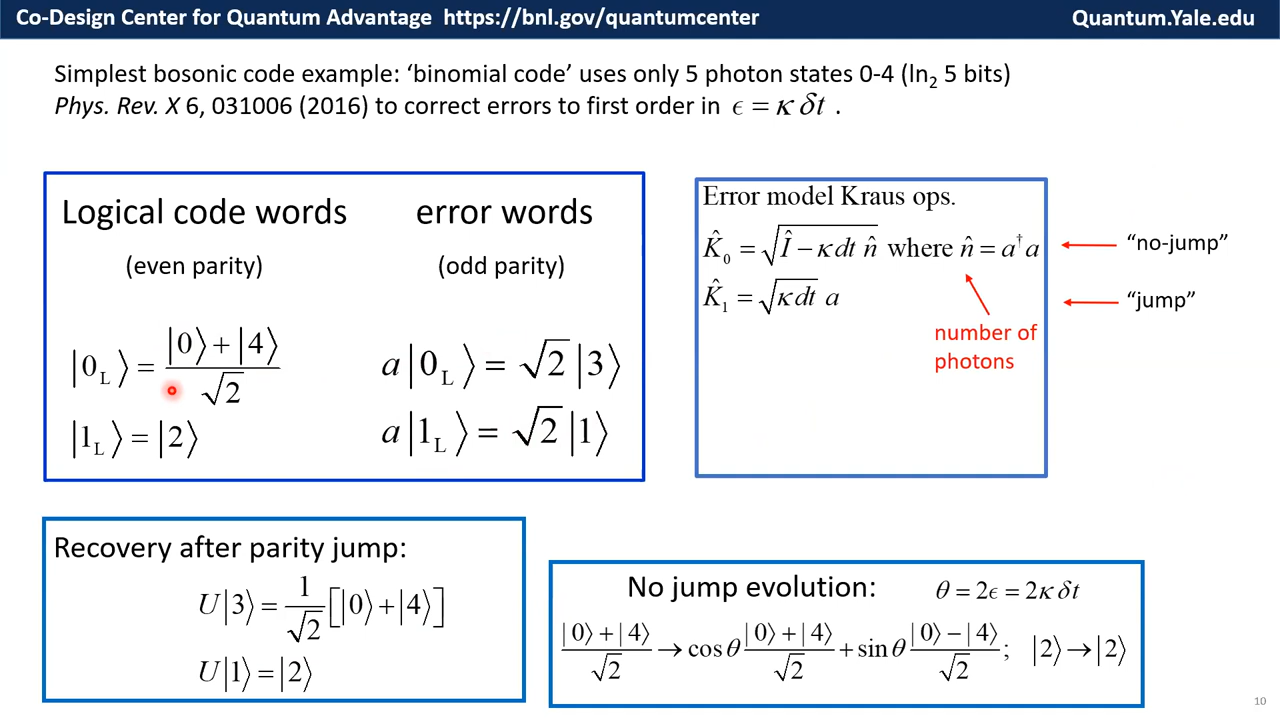 Co-Design Center for Quantum Advantage https://bnl.gov/quantumcenter Quantum.Yale.edu
Simplest bosonic code example: ‘binomial code’ uses only 5 photon states 0-4 (ln₂ 5 bits)
Phys. Rev. X 6, 031006 (2016) to correct errors to first order in ϵ = κ δt .
Logical code words error words
(even parity) (odd parity)
|0_L⟩ = (|0⟩ + |4⟩)/√2 a|0_L⟩ = √2|3⟩
|1_L⟩ = |2⟩ a|1_L⟩ = √2|1⟩
Error model Kraus ops.
K̂₀ = √(Î − κdt n̂) where n̂ = a†a “no-jump”
K̂₁ = √(κdt) a “jump”
number of
photons
Recovery after parity jump:
U|3⟩ = 1/√2 [|0⟩ + |4⟩]
U|1⟩ = |2⟩
No jump evolution: θ = 2ϵ = 2κ δt
(|0⟩ + |4⟩)/√2 → cosθ (|0⟩ + |4⟩)/√2 + sinθ (|0⟩ − |4⟩)/√2 ; |2⟩ → |2⟩
10